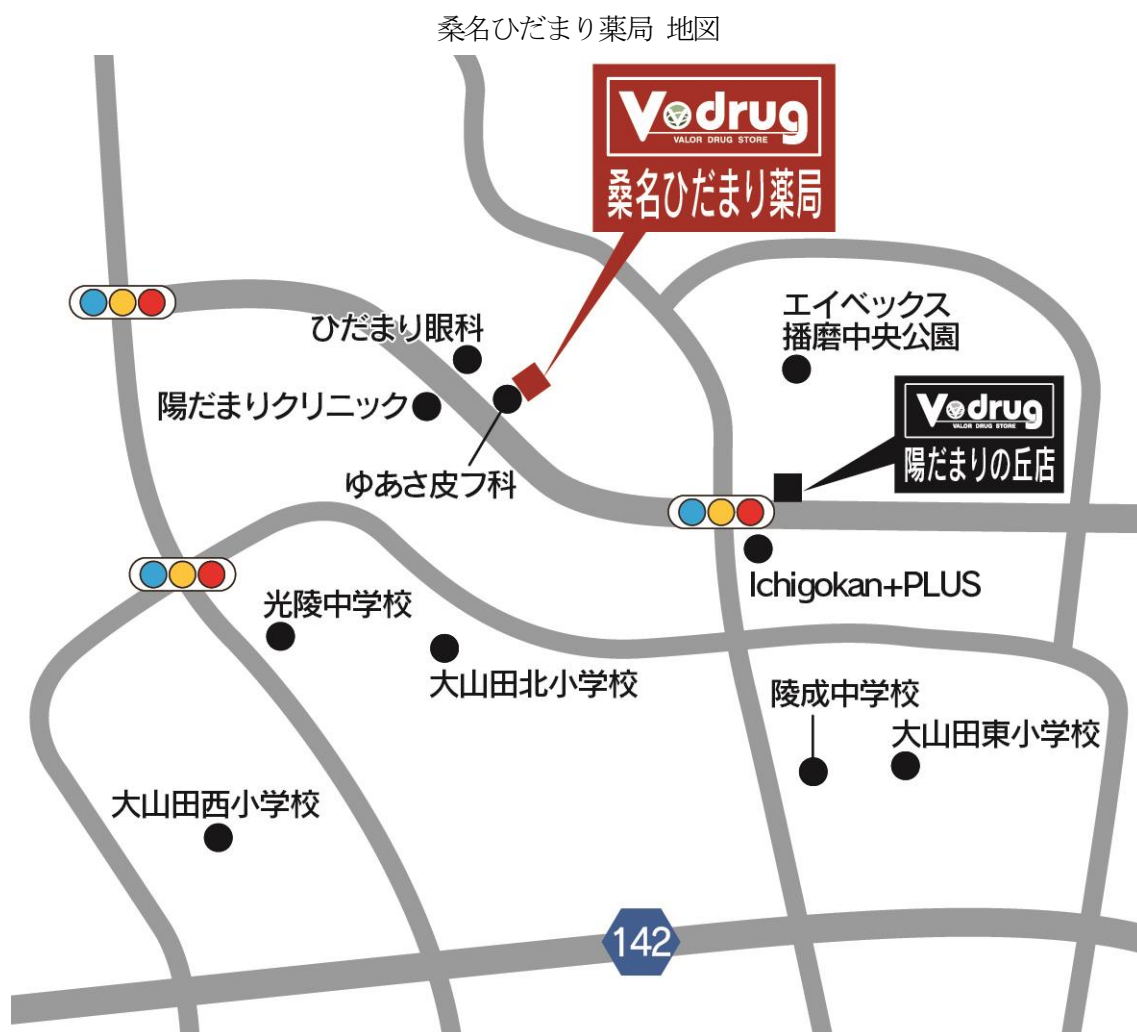 桑名ひだまり薬局 地図
Vdrug
VALOR DRUG STORE
桑名ひだまり薬局
エイベックス
播磨中央公園
ひだまり眼科
陽だまりクリニック
ゆあさ皮フ科
Vdrug
VALOR DRUG STORE
陽だまりの丘店
Ichigokan+PLUS
光陵中学校
大山田北小学校
陵成中学校
大山田東小学校
大山田西小学校
142